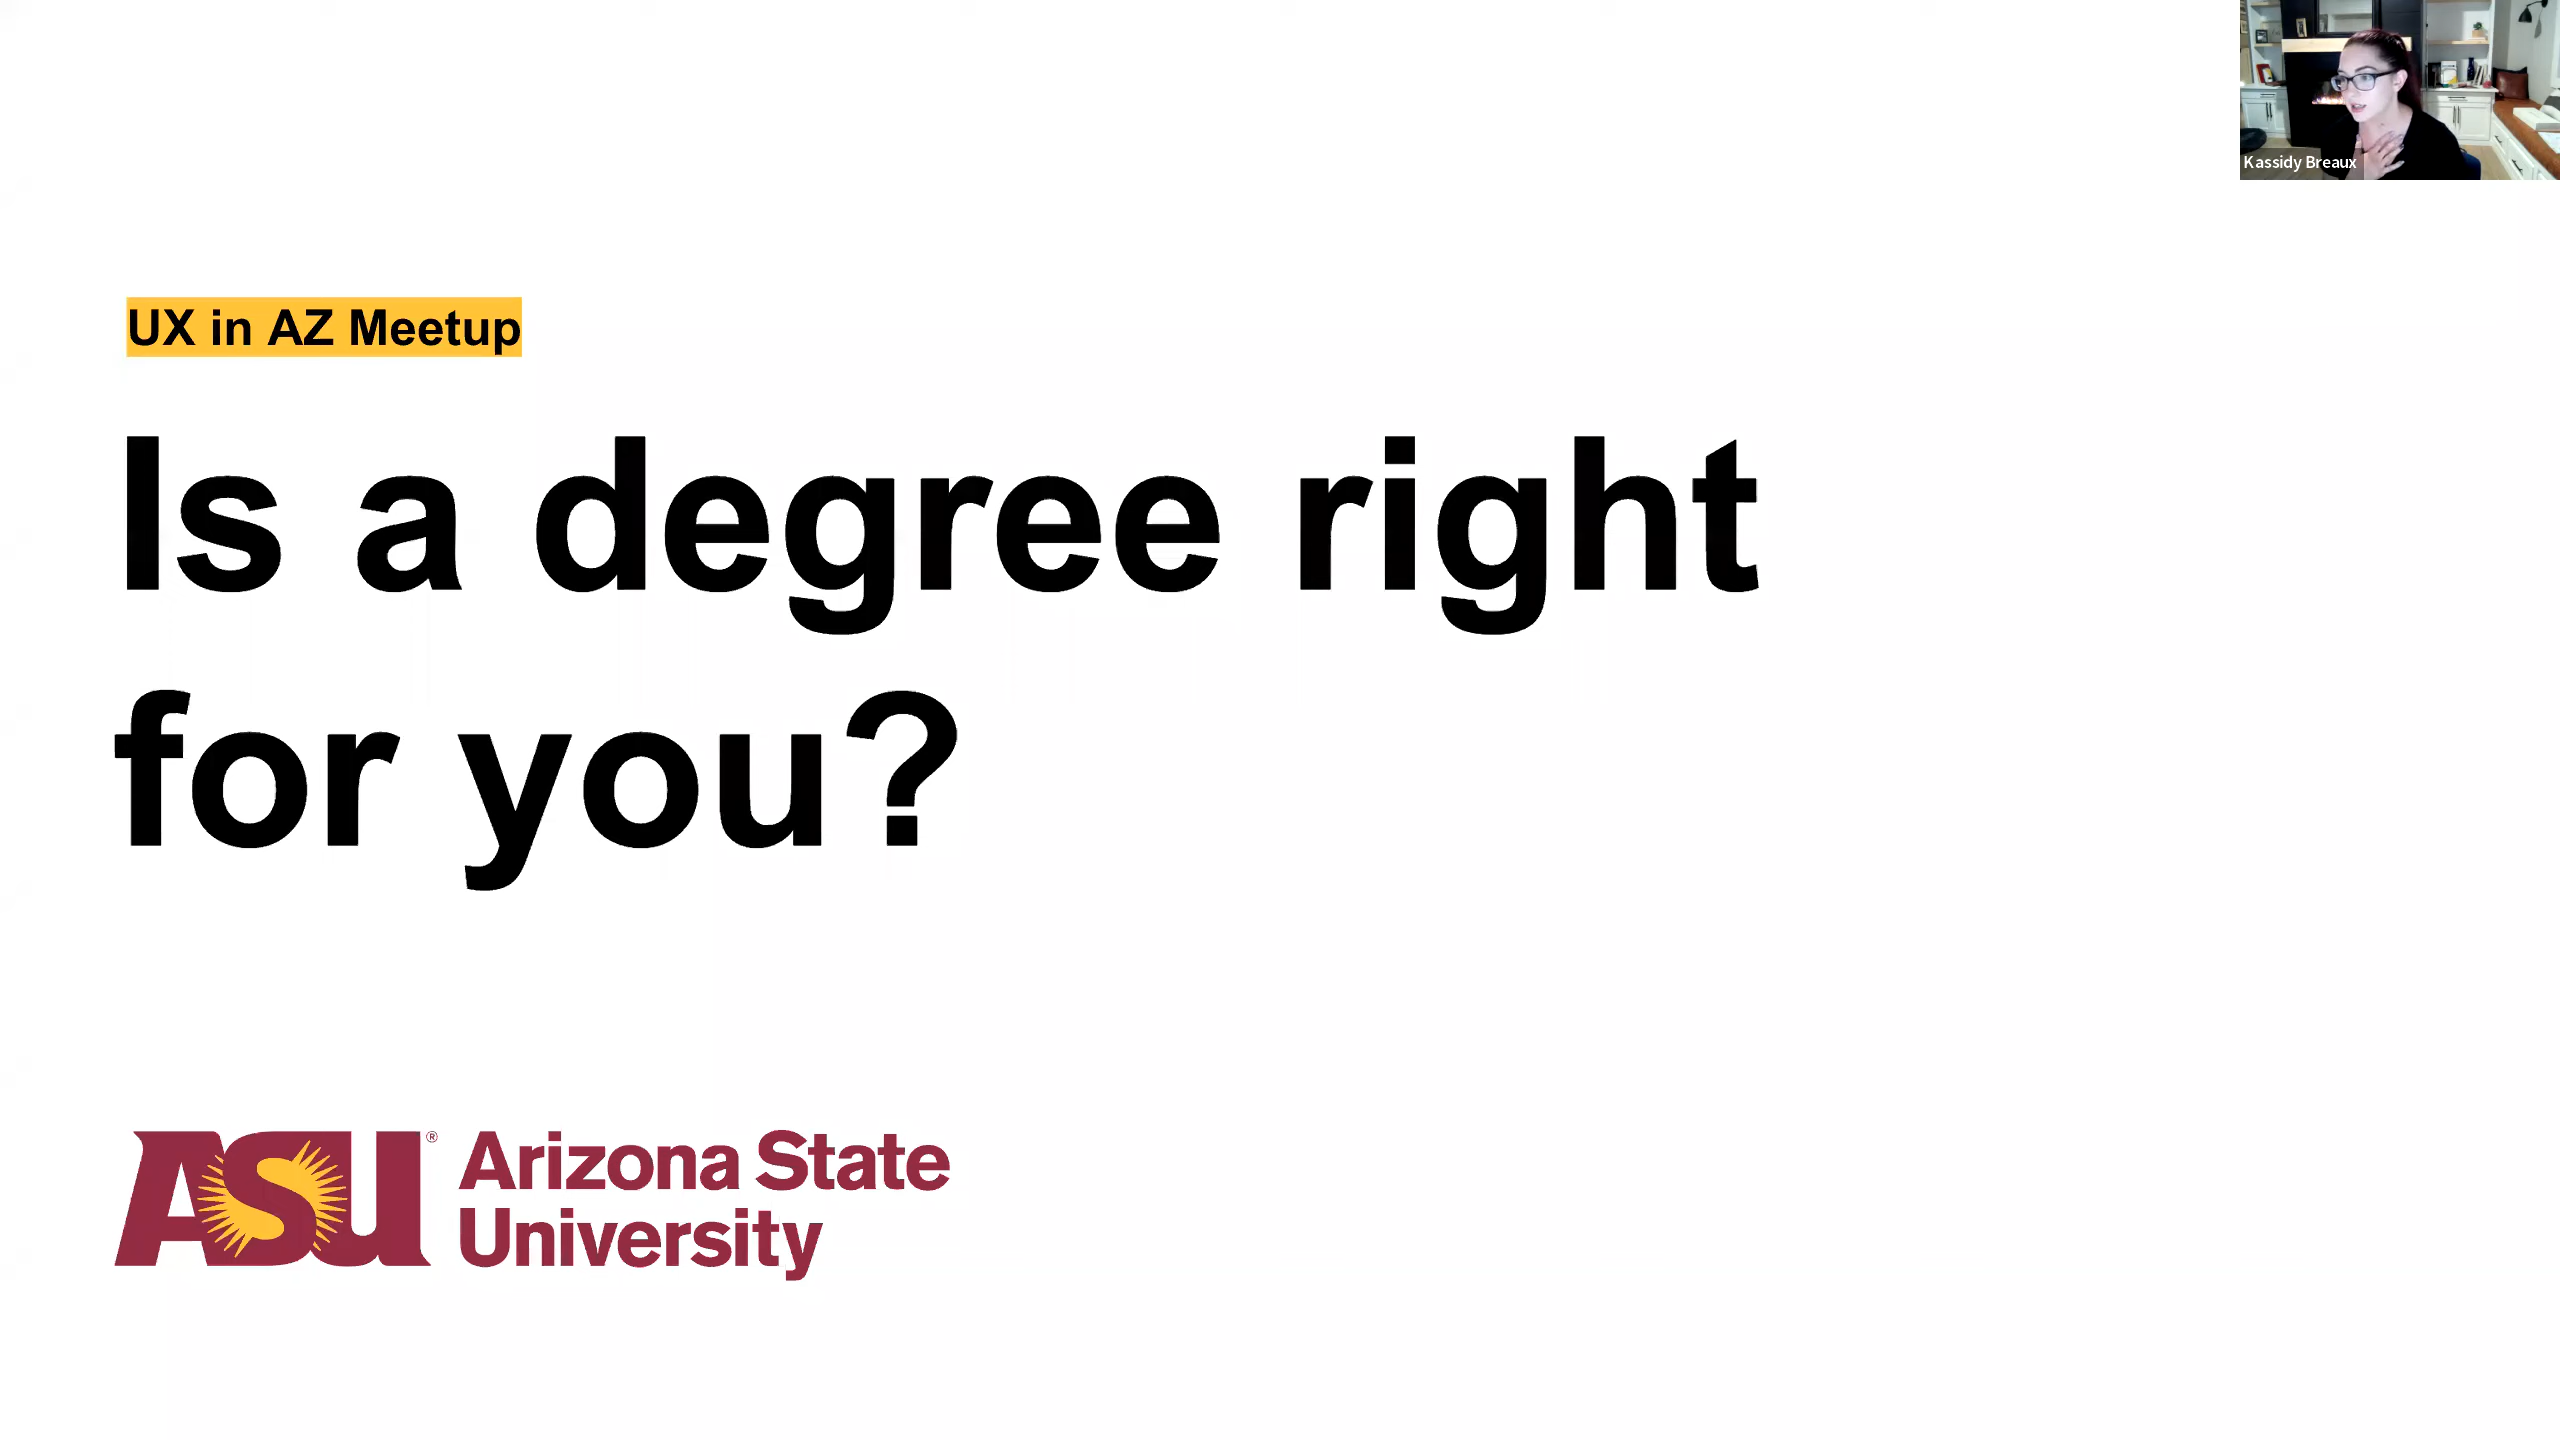 Kassidy Breaux
UX in AZ Meetup
Is a degree right
for you?
ASU®
Arizona State
University